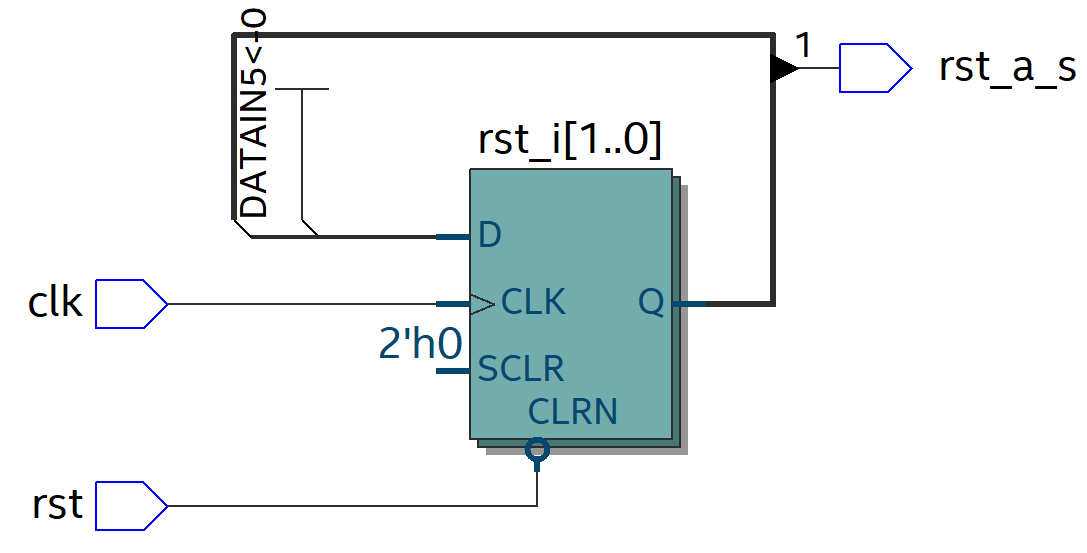 DATAIN5<-0
1
rst_a_s
rst_i[1..0]
D
clk
CLK
Q
2'h0
SCLR
CLRN
rst